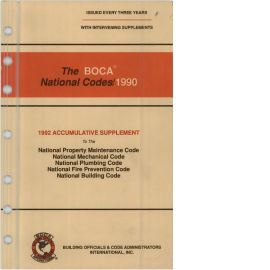 ISSUED EVERY THREE YEARS
WITH INTERVENING SUPPLEMENTS
The BOCA®
National Codes/1990
1992 ACCUMULATIVE SUPPLEMENT
To The
National Property Maintenance Code
National Mechanical Code
National Plumbing Code
National Fire Prevention Code
National Building Code
BOCA
BUILDING OFFICIALS & CODE ADMINISTRATORS
INTERNATIONAL, INC.